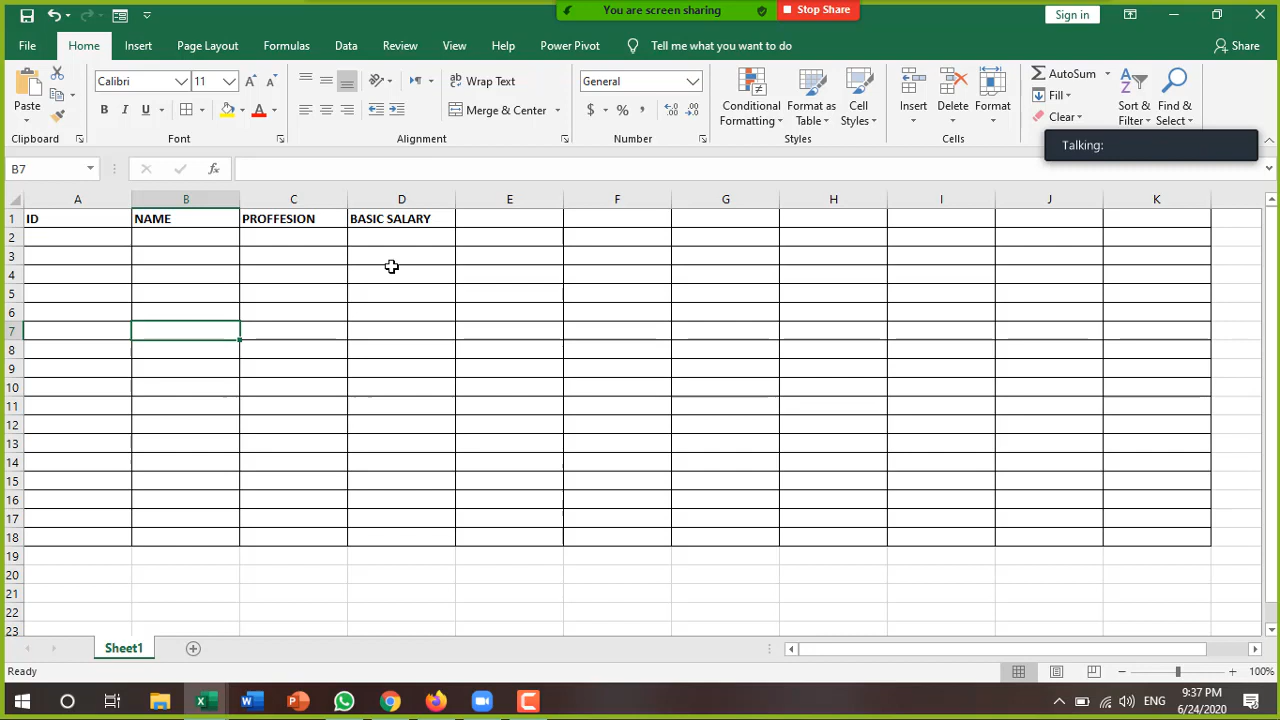 You are screen sharing
Stop Share
Sign in
File Home Insert Page Layout Formulas Data Review View Help Power Pivot Tell me what you want to do Share
Paste
Calibri 11
B I U
Wrap Text
Merge & Center
General
$ % ,
Conditional Formatting
Format as Table
Cell Styles
Insert Delete Format
AutoSum
Fill
Clear
Sort & Filter
Find & Select
Clipboard Font Alignment Number Styles Cells
Talking:
B7 fx
A B C D E F G H I J K
1 ID NAME PROFFESION BASIC SALARY
2
3
4
5
6
7
8
9
10
11
12
13
14
15
16
17
18
19
20
21
22
23
Sheet1
Ready 100%
ENG 9:37 PM
6/24/2020